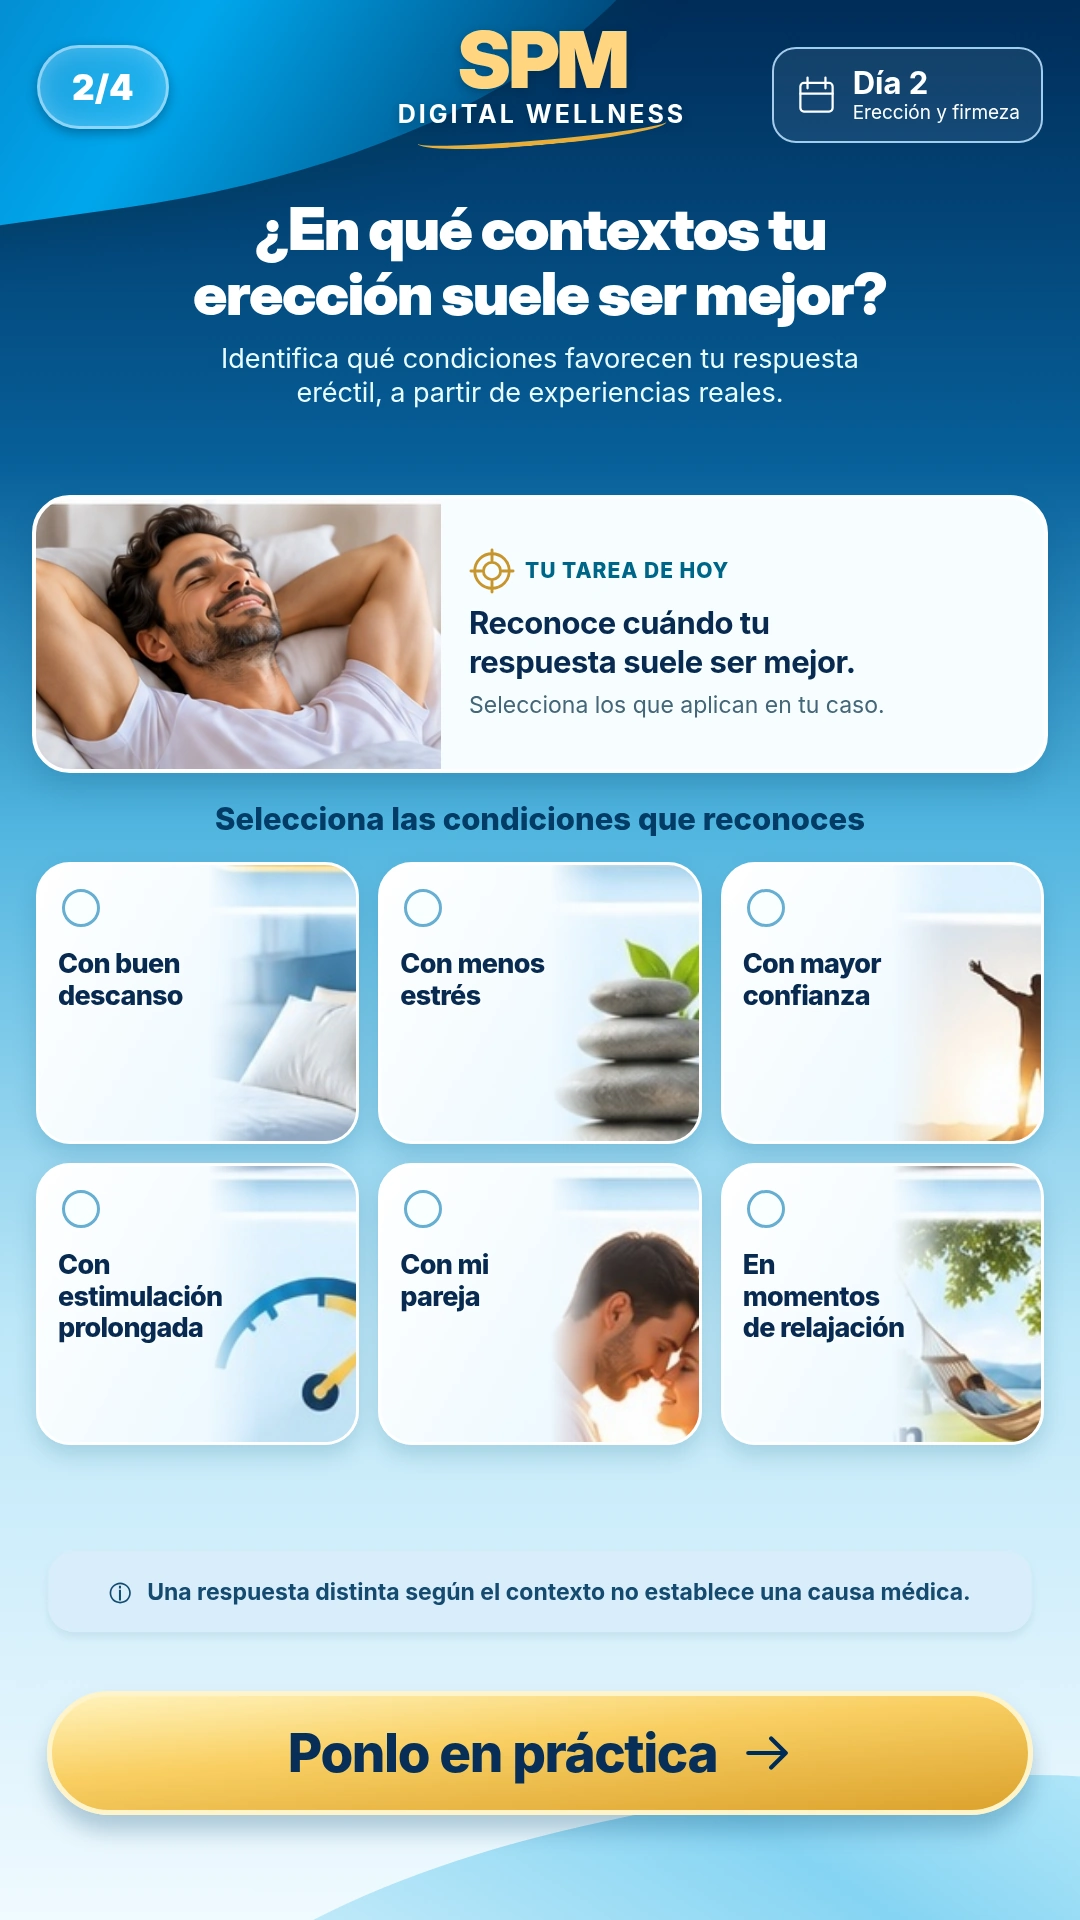 2/4
SPM
DIGITAL WELLNESS
Día 2
Erección y firmeza
¿En qué contextos tu
erección suele ser mejor?
Identifica qué condiciones favorecen tu respuesta
eréctil, a partir de experiencias reales.
TU TAREA DE HOY
Reconoce cuándo tu
respuesta suele ser mejor.
Selecciona los que aplican en tu caso.
Selecciona las condiciones que reconoces
Con buen
descanso
Con menos
estrés
Con mayor
confianza
Con
estimulación
prolongada
Con mi
pareja
En
momentos
de relajación
Una respuesta distinta según el contexto no establece una causa médica.
Ponlo en práctica →